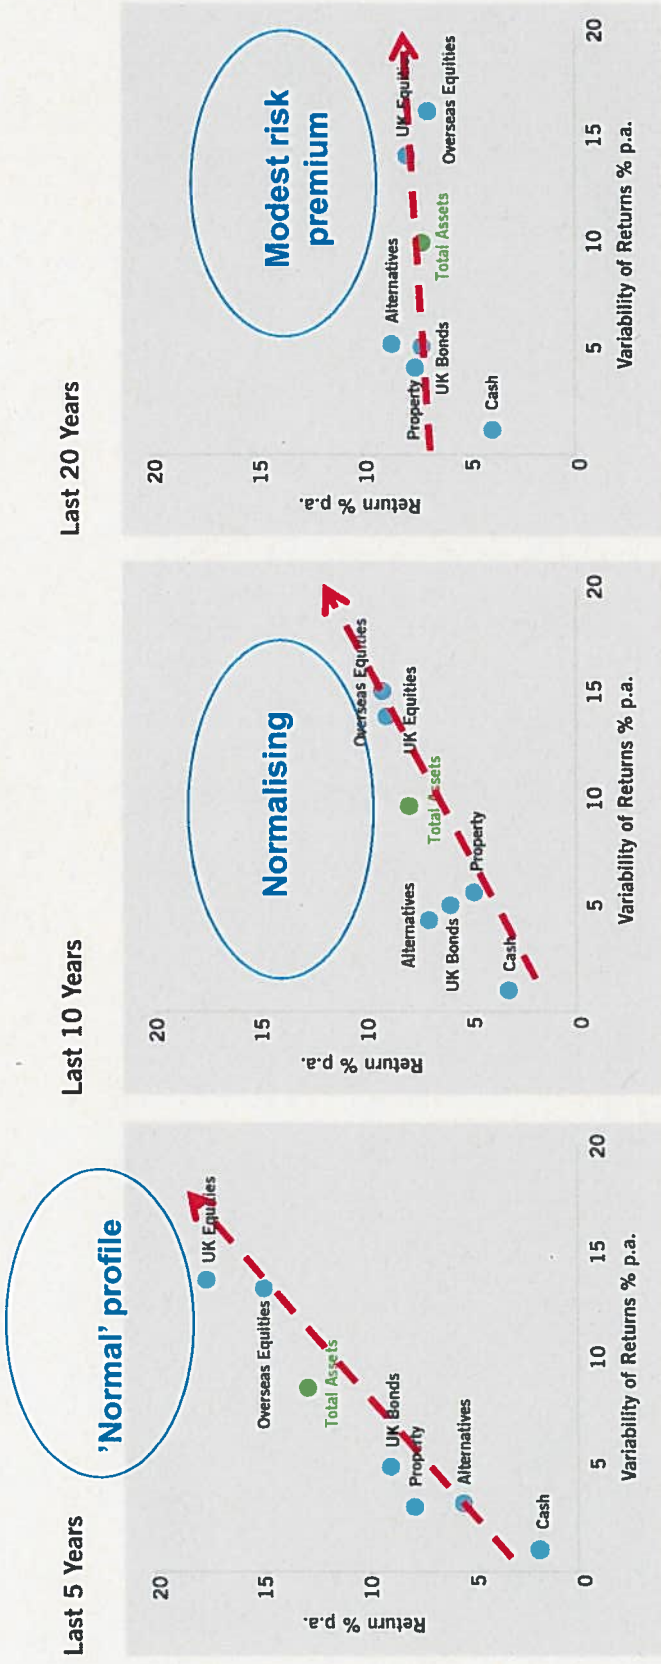 Last 5 Years
'Normal' profile
Return % p.a.
20
15
10
5
0
UK Equities
Overseas Equities
Total Assets
UK Bonds
Property
Alternatives
Cash
5
10
15
20
Variability of Returns % p.a.
Last 10 Years
Normalising
Return % p.a.
20
15
10
5
0
Overseas Equities
UK Equities
Total Assets
Alternatives
UK Bonds
Property
Cash
5
10
15
20
Variability of Returns % p.a.
Last 20 Years
Modest risk
premium
Return % p.a.
20
15
10
5
0
UK Equities
Overseas Equities
Alternatives
Total Assets
Property
UK Bonds
Cash
5
10
15
20
Variability of Returns % p.a.